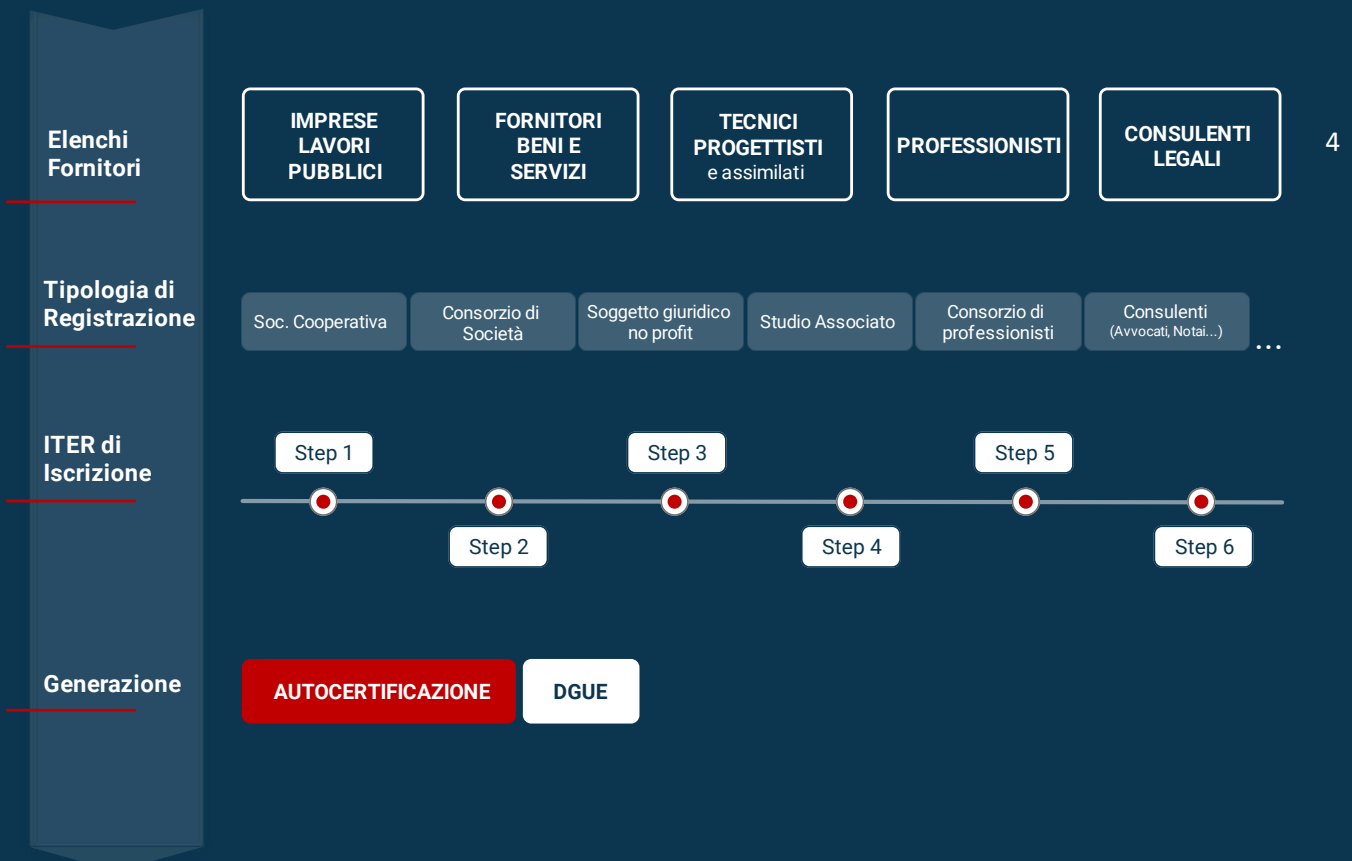 Elenchi
Fornitori
IMPRESE
LAVORI
PUBBLICI
FORNITORI
BENI E
SERVIZI
TECNICI
PROGETTISTI
e assimilati
PROFESSIONISTI
CONSULENTI
LEGALI
4
Tipologia di
Registrazione
Soc. Cooperativa
Consorzio di
Società
Soggetto giuridico
no profit
Studio Associato
Consorzio di
professionisti
Consulenti
(Avvocati, Notai...)
...
ITER di
Iscrizione
Step 1
Step 2
Step 3
Step 4
Step 5
Step 6
Generazione
AUTOCERTIFICAZIONE
DGUE